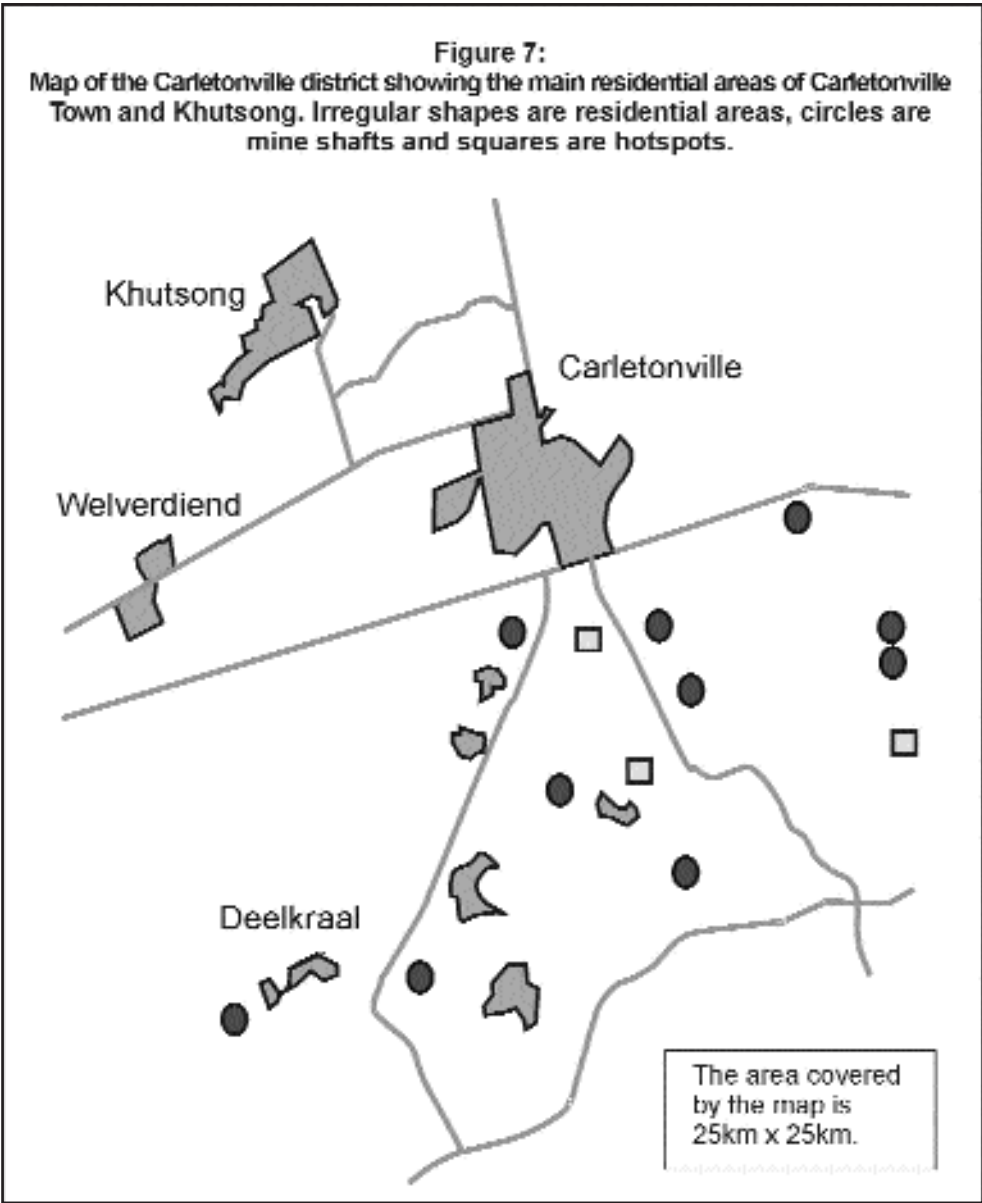 Figure 7:
Map of the Carletonville district showing the main residential areas of Carletonville
Town and Khutsong. Irregular shapes are residential areas, circles are
mine shafts and squares are hotspots.
Khutsong
Carletonville
Welverdiend
Deelkraal
The area covered
by the map is
25km x 25km.